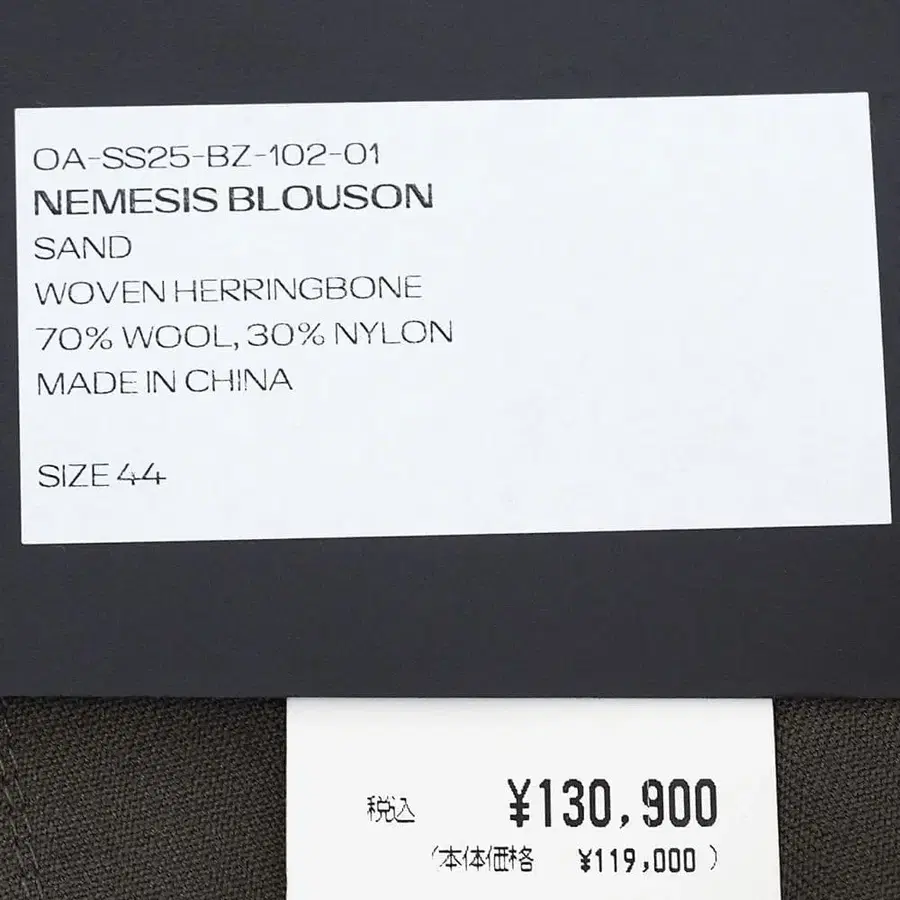 OA-SS25-BZ-102-01
NEMESIS BLOUSON
SAND
WOVEN HERRINGBONE
70% WOOL, 30% NYLON
MADE IN CHINA
SIZE 44
税込 ¥130,900
(本体価格 ¥119,000)